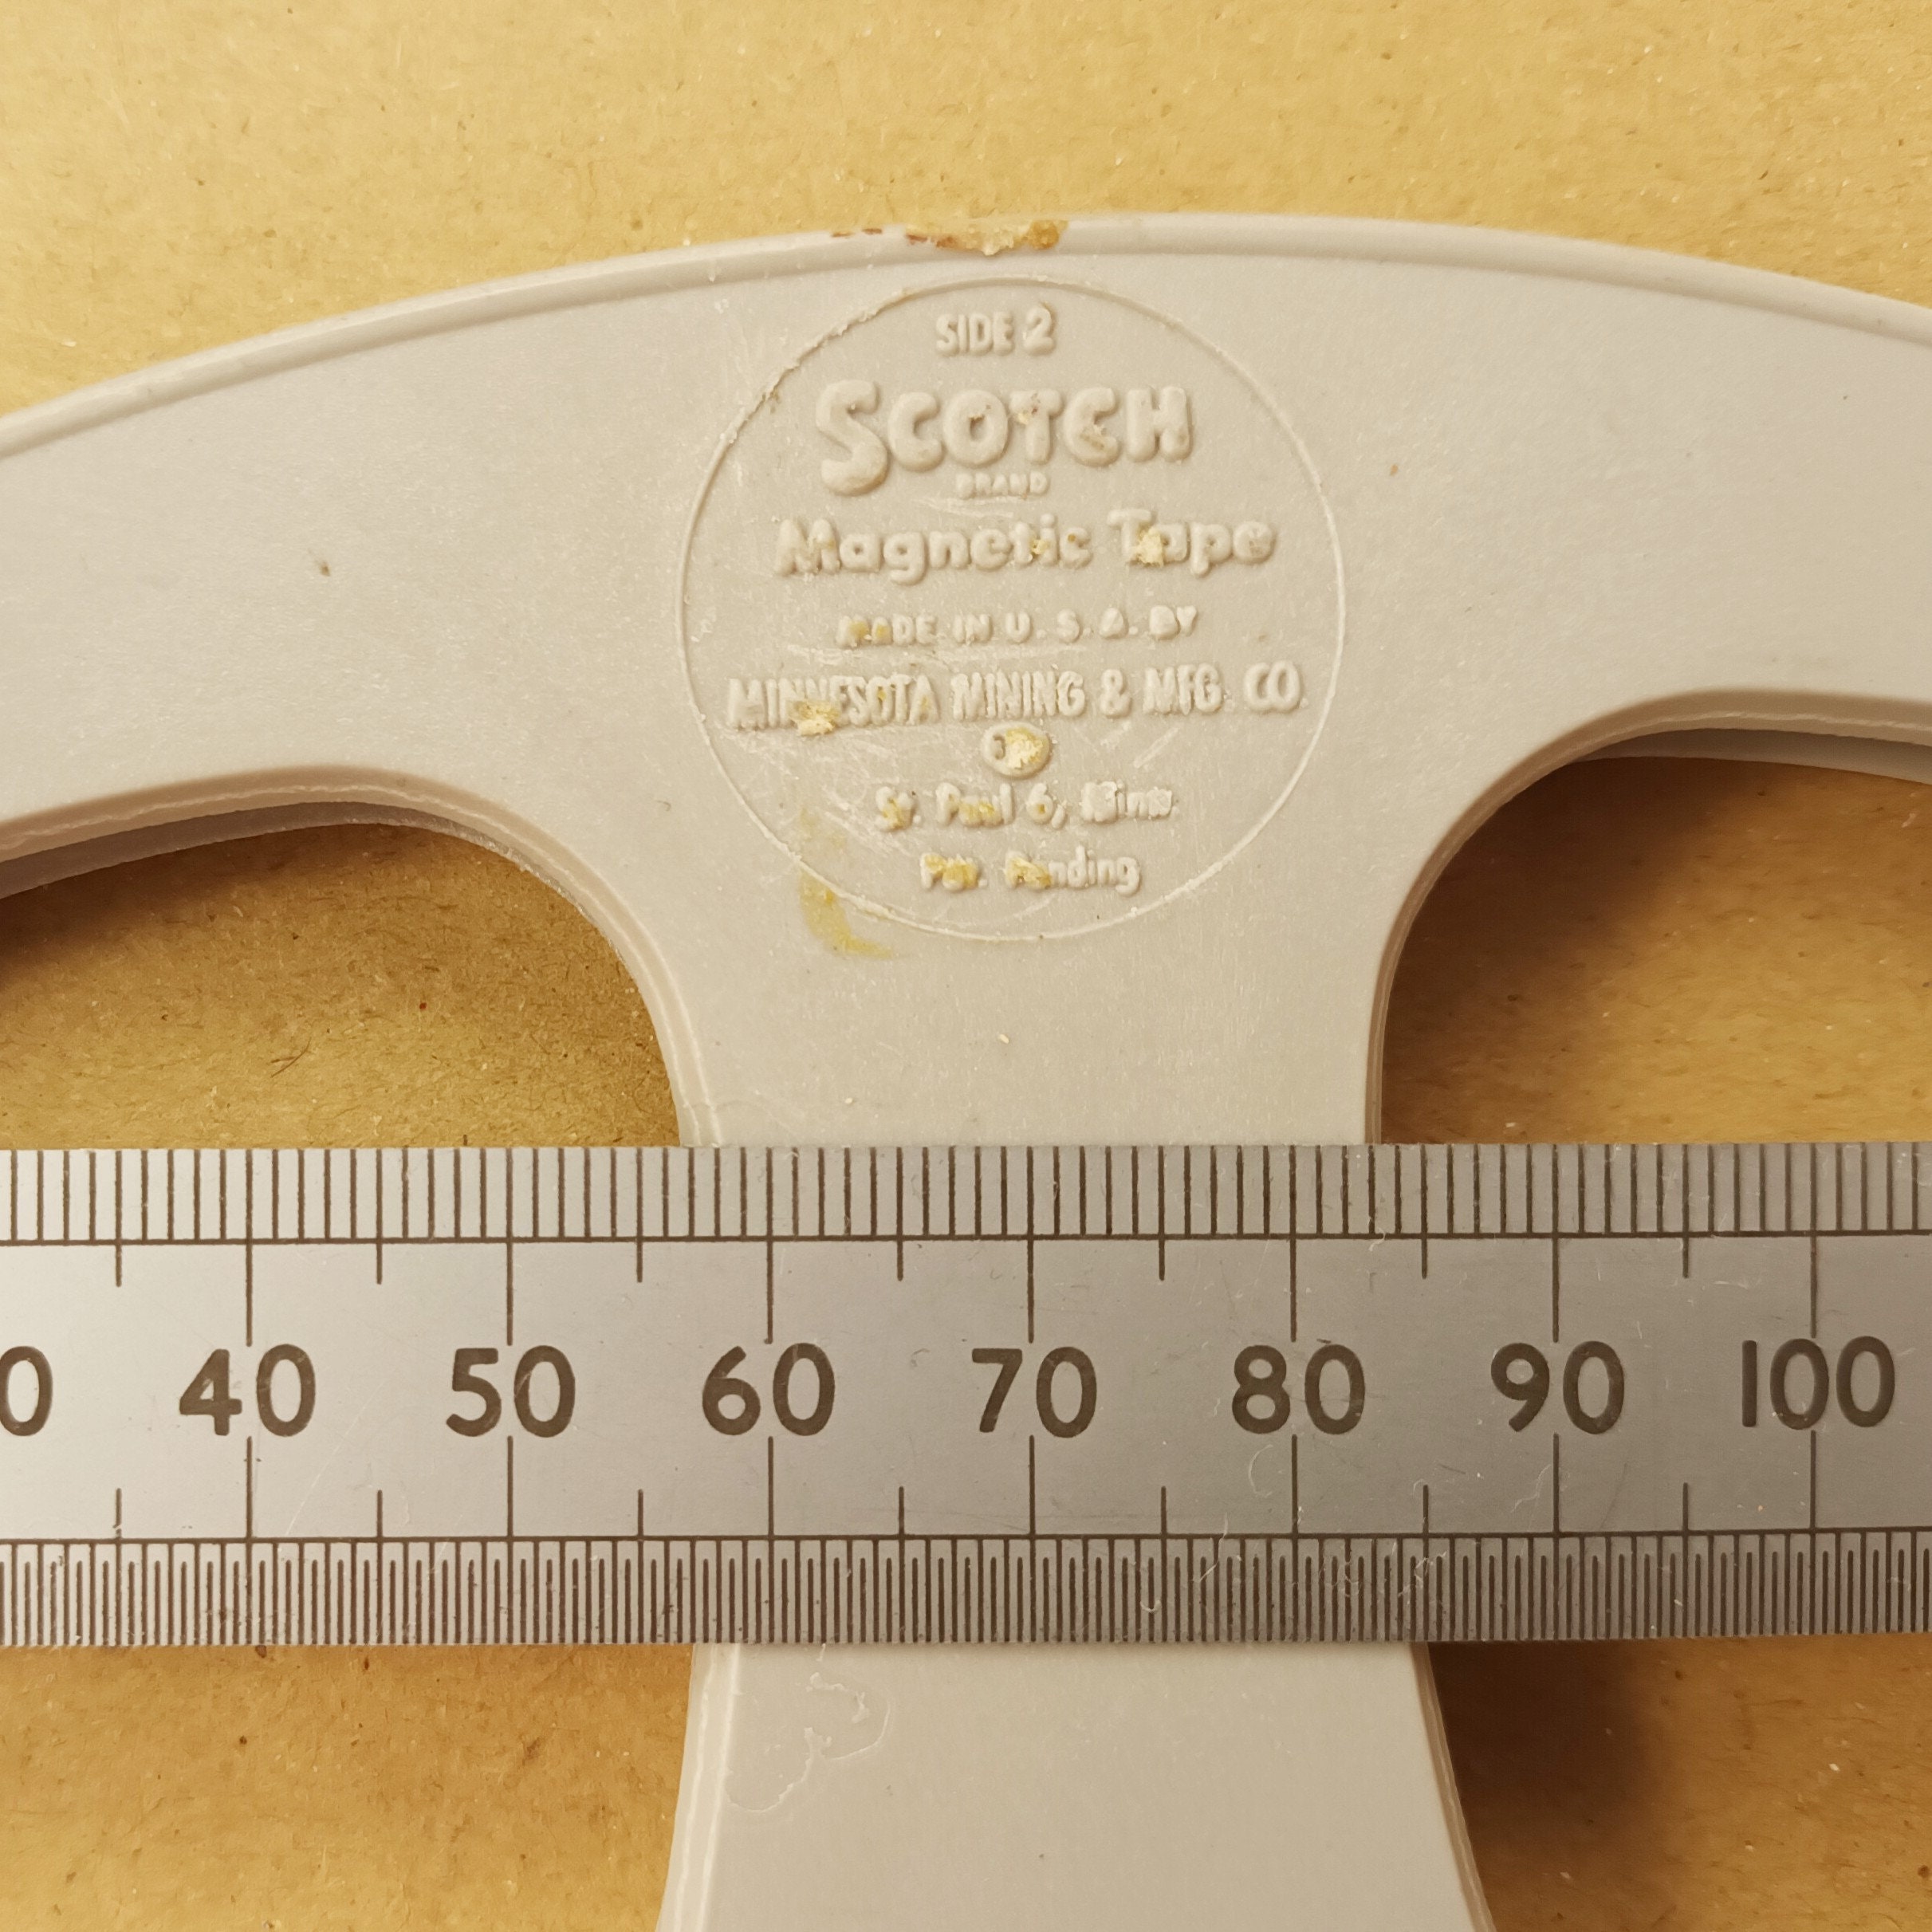 SIDE 2
SCOTCH
BRAND
Magnetic Tape
MADE IN U.S.A. BY
MINNESOTA MINING & MFG. CO.
St. Paul 6, Minn.
Pat. Pending
0 40 50 60 70 80 90 100